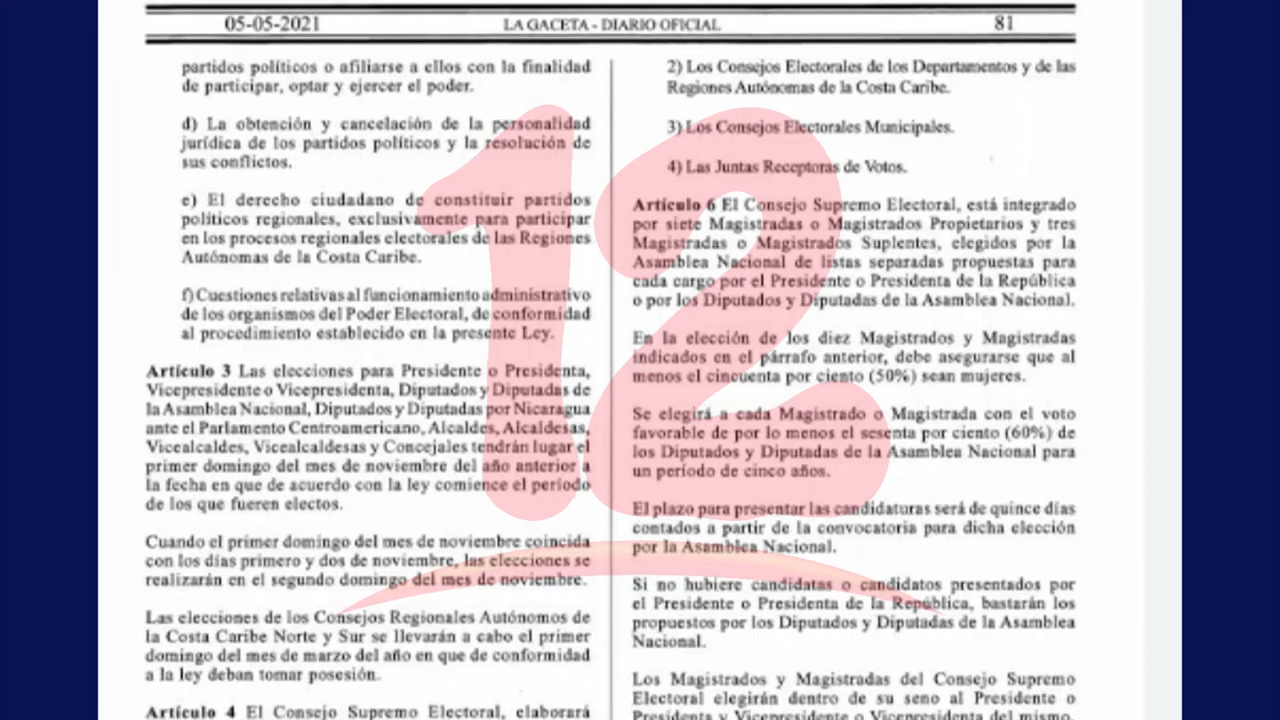 05-05-2021
LA GACETA - DIARIO OFICIAL
81
partidos políticos o afiliarse a ellos con la finalidad
de participar, optar y ejercer el poder.
d) La obtención y cancelación de la personalidad
jurídica de los partidos políticos y la resolución de
sus conflictos.
e) El derecho ciudadano de constituir partidos
políticos regionales, exclusivamente para participar
en los procesos regionales electorales de las Regiones
Autónomas de la Costa Caribe.
f) Cuestiones relativas al funcionamiento administrativo
de los organismos del Poder Electoral, de conformidad
al procedimiento establecido en la presente Ley.
Artículo 3 Las elecciones para Presidente o Presidenta,
Vicepresidente o Vicepresidenta, Diputados y Diputadas de
la Asamblea Nacional, Diputados y Diputadas por Nicaragua
ante el Parlamento Centroamericano, Alcaldes, Alcaldesas,
Vicealcaldes, Vicealcaldesas y Concejales tendrán lugar el
primer domingo del mes de noviembre del año anterior a
la fecha en que de acuerdo con la ley comience el período
de los que fueren electos.
Cuando el primer domingo del mes de noviembre coincida
con los días primero y dos de noviembre, las elecciones se
realizarán en el segundo domingo del mes de noviembre.
Las elecciones de los Consejos Regionales Autónomos de
la Costa Caribe Norte y Sur se llevarán a cabo el primer
domingo del mes de marzo del año en que de conformidad
a la ley deban tomar posesión.
Artículo 4 El Consejo Supremo Electoral, elaborará
2) Los Consejos Electorales de los Departamentos y de las
Regiones Autónomas de la Costa Caribe.
3) Los Consejos Electorales Municipales.
4) Las Juntas Receptoras de Votos.
Artículo 6 El Consejo Supremo Electoral, está integrado
por siete Magistradas o Magistrados Propietarios y tres
Magistradas o Magistrados Suplentes, elegidos por la
Asamblea Nacional de listas separadas propuestas para
cada cargo por el Presidente o Presidenta de la República
o por los Diputados y Diputadas de la Asamblea Nacional.
En la elección de los diez Magistrados y Magistradas
indicados en el párrafo anterior, debe asegurarse que al
menos el cincuenta por ciento (50%) sean mujeres.
Se elegirá a cada Magistrado o Magistrada con el voto
favorable de por lo menos el sesenta por ciento (60%) de
los Diputados y Diputadas de la Asamblea Nacional para
un período de cinco años.
El plazo para presentar las candidaturas será de quince días
contados a partir de la convocatoria para dicha elección
por la Asamblea Nacional.
Si no hubiere candidatas o candidatos presentados por
el Presidente o Presidenta de la República, bastarán los
propuestos por los Diputados y Diputadas de la Asamblea
Nacional.
Los Magistrados y Magistradas del Consejo Supremo
Electoral elegirán dentro de su seno al Presidente o
Presidenta y Vicepresidente o Vicepresidenta del mismo,
12